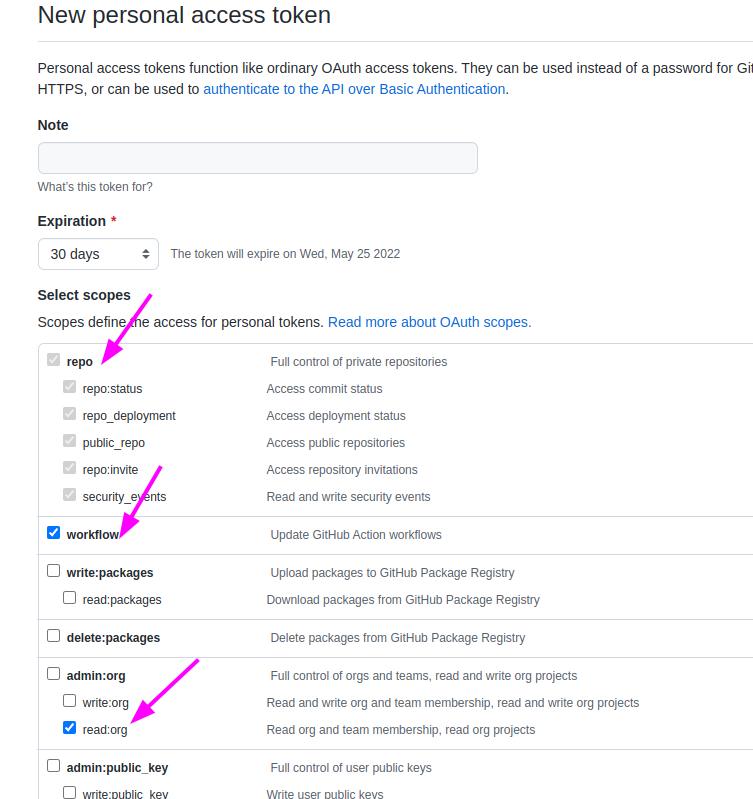 New personal access token
Personal access tokens function like ordinary OAuth access tokens. They can be used instead of a password for Git
HTTPS, or can be used to authenticate to the API over Basic Authentication.
Note
What's this token for?
Expiration *
30 days The token will expire on Wed, May 25 2022
Select scopes
Scopes define the access for personal tokens. Read more about OAuth scopes.
repo Full control of private repositories
repo:status Access commit status
repo_deployment Access deployment status
public_repo Access public repositories
repo:invite Access repository invitations
security_events Read and write security events
workflow Update GitHub Action workflows
write:packages Upload packages to GitHub Package Registry
read:packages Download packages from GitHub Package Registry
delete:packages Delete packages from GitHub Package Registry
admin:org Full control of orgs and teams, read and write org projects
write:org Read and write org and team membership, read and write org projects
read:org Read org and team membership, read org projects
admin:public_key Full control of user public keys
write:public_key Write user public keys